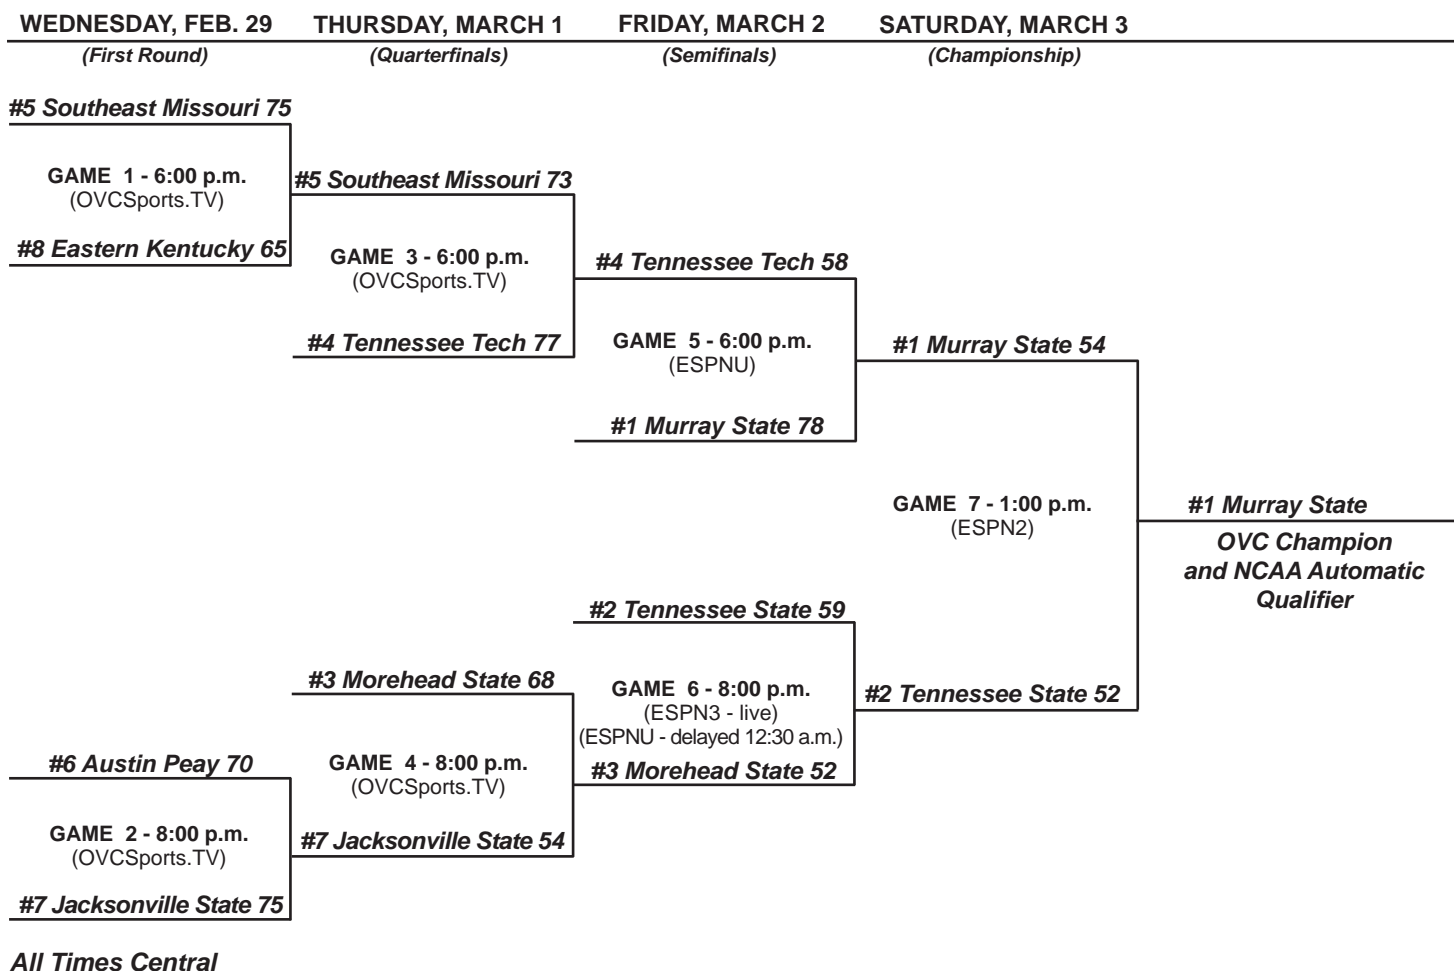 WEDNESDAY, FEB. 29
(First Round)
THURSDAY, MARCH 1
(Quarterfinals)
FRIDAY, MARCH 2
(Semifinals)
SATURDAY, MARCH 3
(Championship)
#5 Southeast Missouri 75
GAME 1 - 6:00 p.m.
(OVCSports.TV)
#8 Eastern Kentucky 65
#6 Austin Peay 70
GAME 2 - 8:00 p.m.
(OVCSports.TV)
#7 Jacksonville State 75
#5 Southeast Missouri 73
GAME 3 - 6:00 p.m.
(OVCSports.TV)
#4 Tennessee Tech 77
#3 Morehead State 68
GAME 4 - 8:00 p.m.
(OVCSports.TV)
#7 Jacksonville State 54
#4 Tennessee Tech 58
GAME 5 - 6:00 p.m.
(ESPNU)
#1 Murray State 78
#2 Tennessee State 59
GAME 6 - 8:00 p.m.
(ESPN3 - live)
(ESPNU - delayed 12:30 a.m.)
#3 Morehead State 52
#1 Murray State 54
GAME 7 - 1:00 p.m.
(ESPN2)
#2 Tennessee State 52
#1 Murray State
OVC Champion
and NCAA Automatic
Qualifier
All Times Central